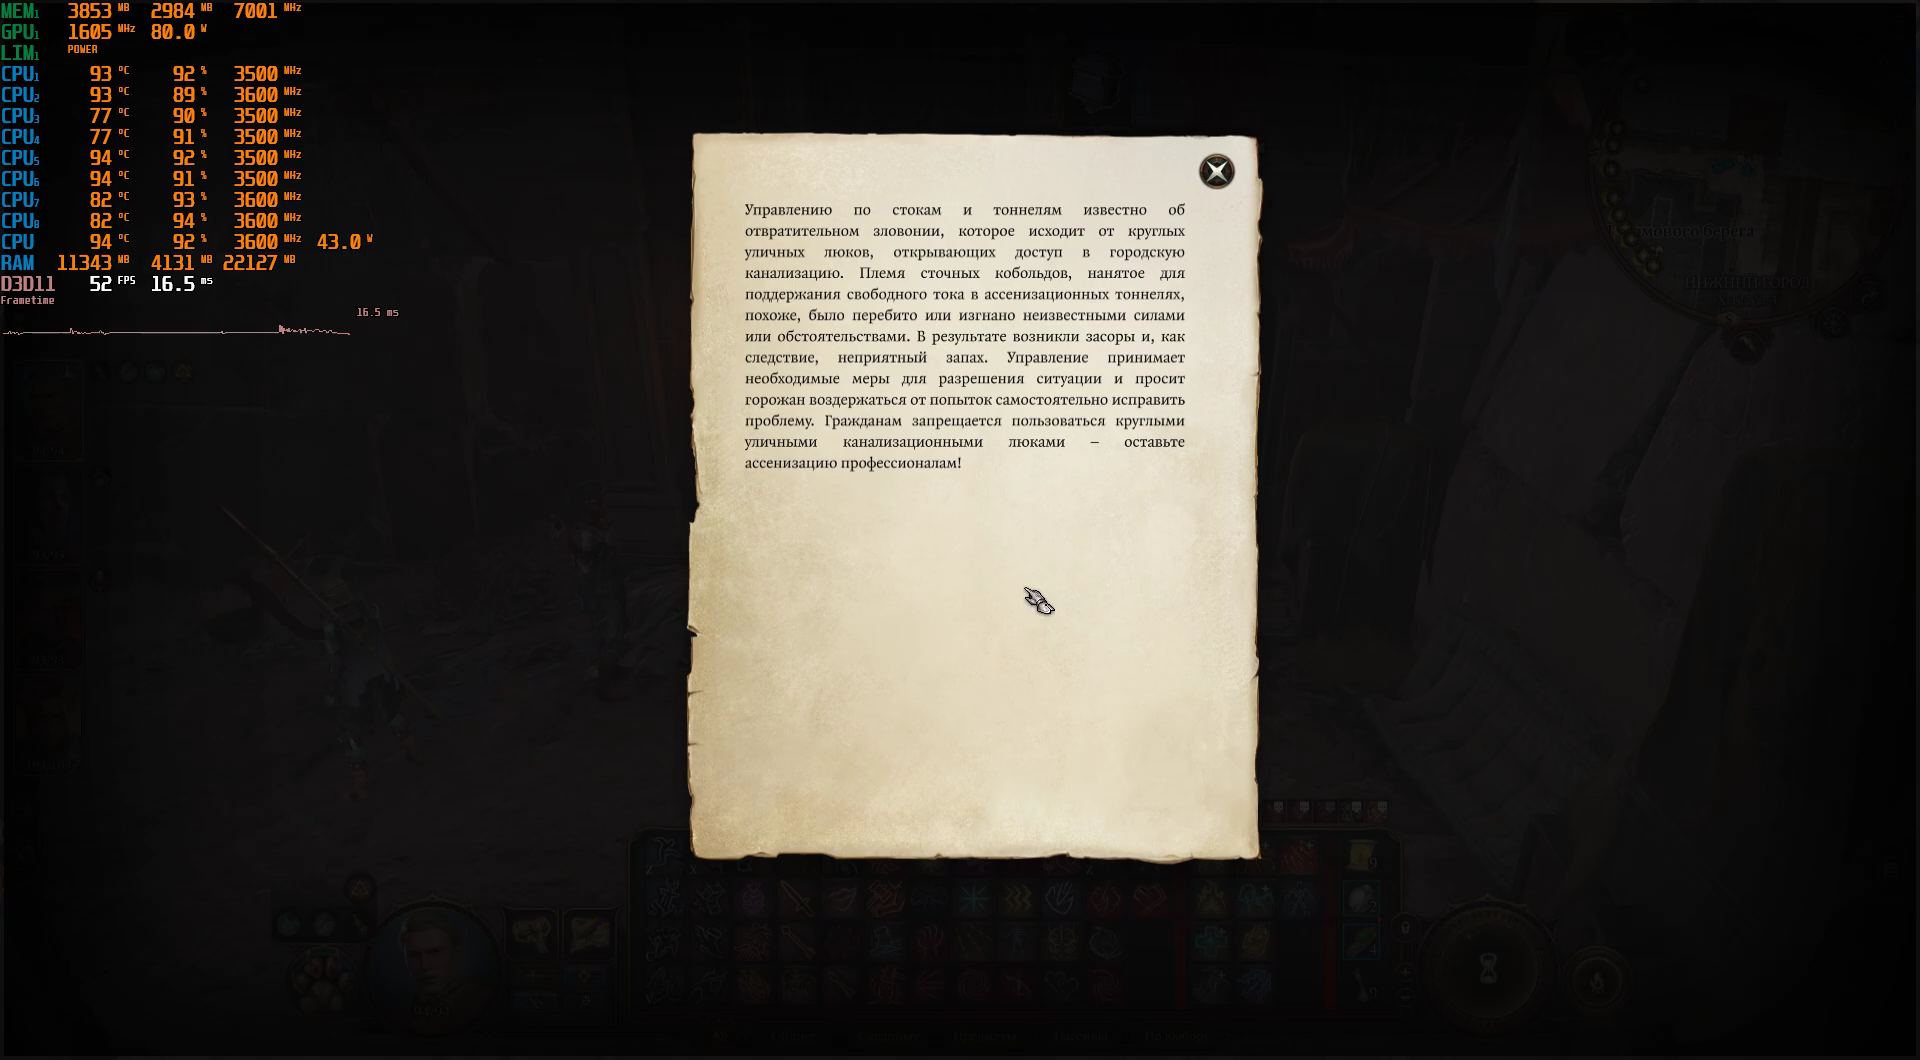 MEM1 3853 MB 2984 MB 7001 MHz
GPU1 1605 MHz 80.0 W
LIM1 POWER
CPU1 93 °C 92 % 3500 MHz
CPU2 93 °C 89 % 3600 MHz
CPU3 77 °C 90 % 3500 MHz
CPU4 77 °C 91 % 3500 MHz
CPU5 94 °C 92 % 3500 MHz
CPU6 94 °C 91 % 3500 MHz
CPU7 82 °C 93 % 3600 MHz
CPU8 82 °C 94 % 3600 MHz
CPU 94 °C 92 % 3600 MHz 43.0 W
RAM 11343 MB 4131 MB 22127 MB
D3D11 52 FPS 16.5 ms
Frametime
16.5 ms
Управлению по стокам и тоннелям известно об
отвратительном зловонии, которое исходит от круглых
уличных люков, открывающих доступ в городскую
канализацию. Племя сточных кобольдов, нанятое для
поддержания свободного тока в ассенизационных тоннелях,
похоже, было перебито или изгнано неизвестными силами
или обстоятельствами. В результате возникли засоры и, как
следствие, неприятный запах. Управление принимает
необходимые меры для разрешения ситуации и просит
горожан воздержаться от попыток самостоятельно исправить
проблему. Гражданам запрещается пользоваться круглыми
уличными канализационными люками – оставьте
ассенизацию профессионалам!
берега
НИЖНИЙ ГОРОД